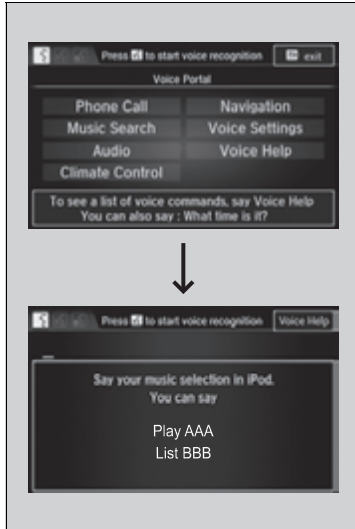 Press to start voice recognition exit
Voice Portal
Phone Call Navigation
Music Search Voice Settings
Audio Voice Help
Climate Control
To see a list of voice commands, say Voice Help
You can also say : What time is it?
Press to start voice recognition Voice Help
Say your music selection in iPod.
You can say
Play AAA
List BBB